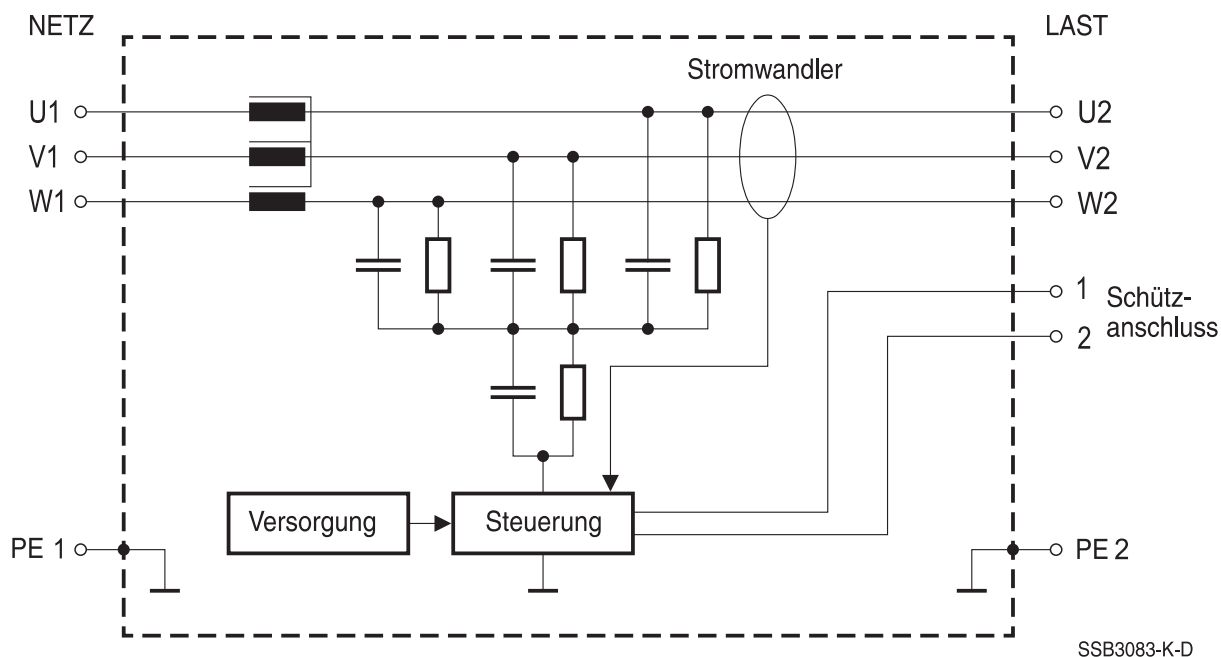 NETZ
LAST
Stromwandler
U1
U2
V1
V2
W1
W2
1
2
Schütz-
anschluss
Versorgung
Steuerung
PE 1
PE 2
SSB3083-K-D